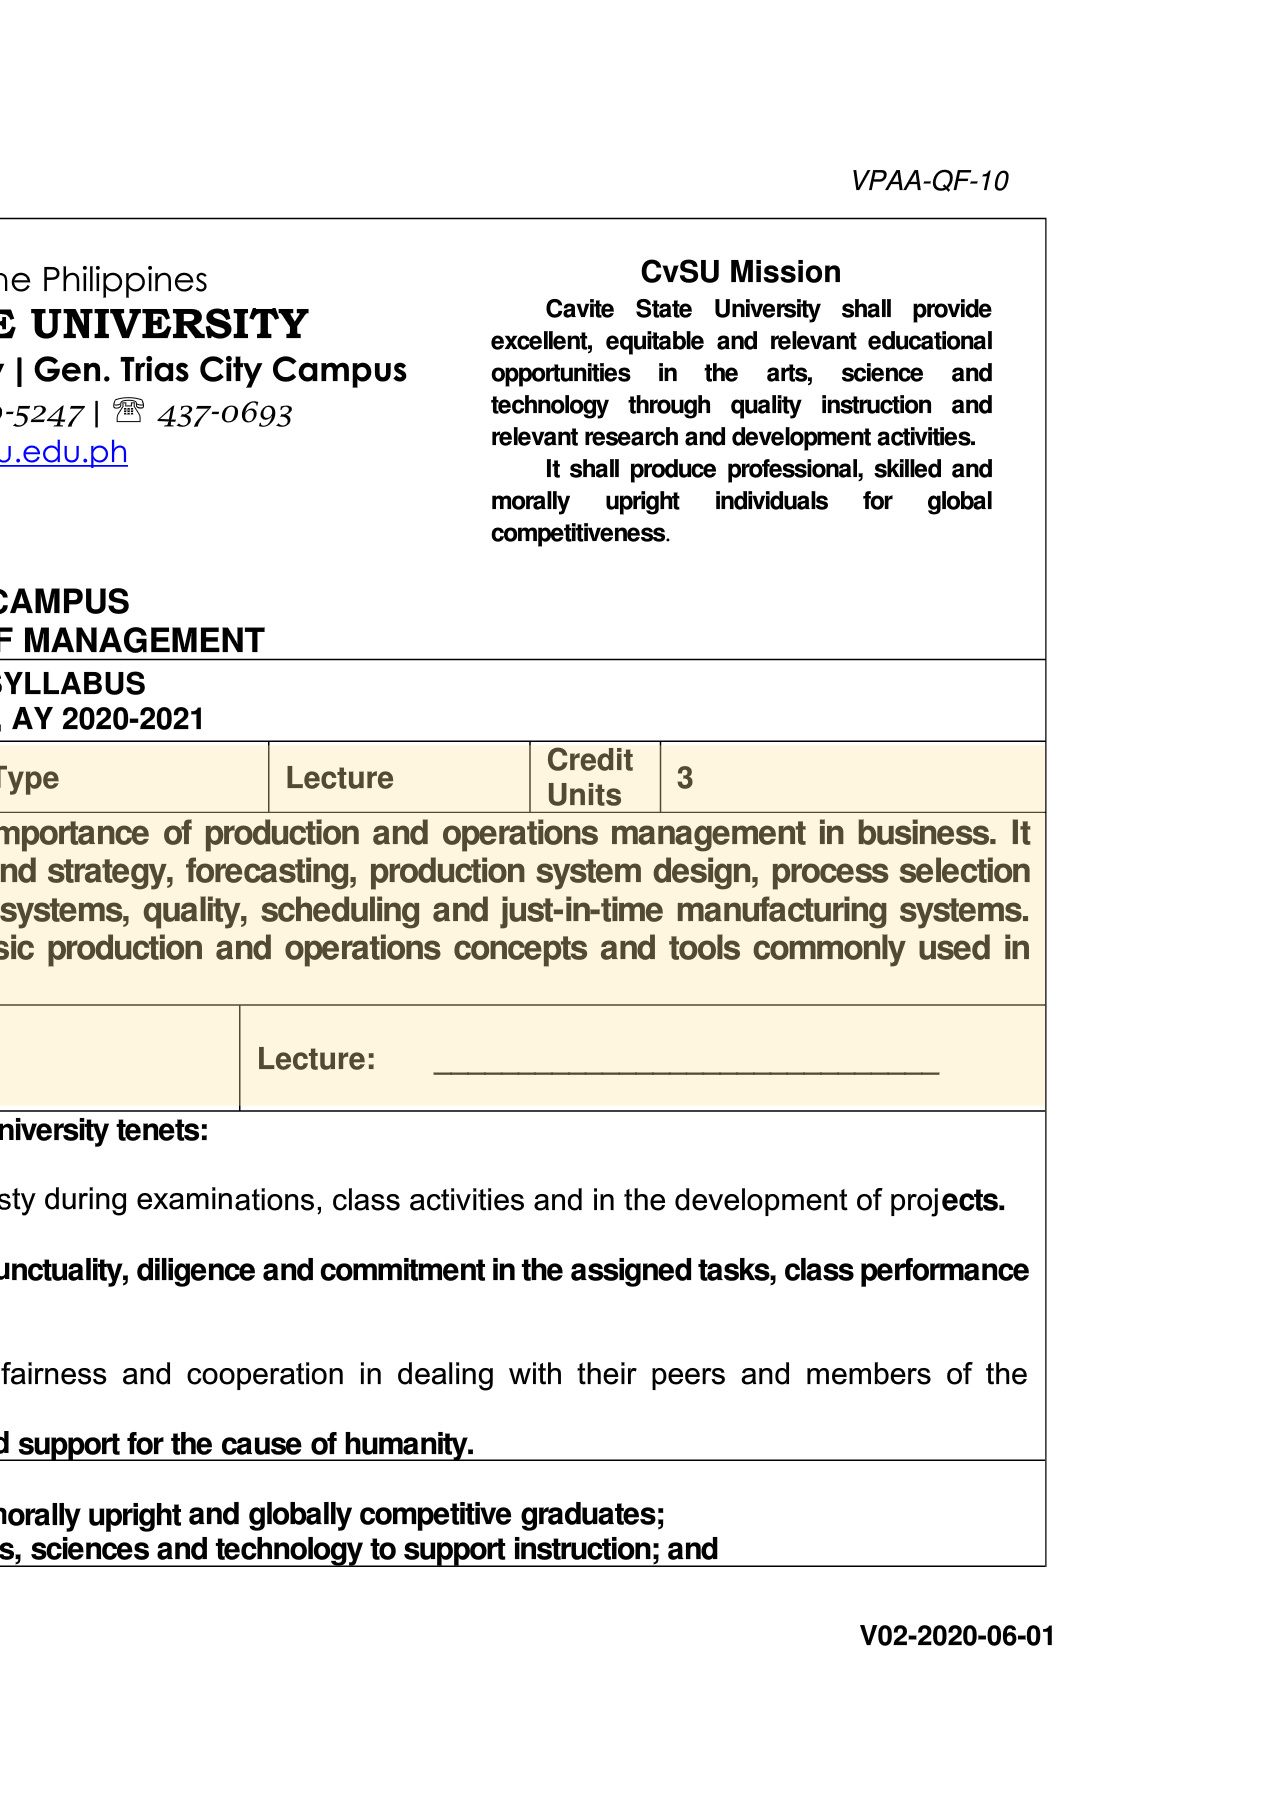 VPAA-QF-10
ne Philippines
E UNIVERSITY
| Gen. Trias City Campus
-5247 | ☏ 437-0693
u.edu.ph
CvSU Mission
Cavite State University shall provide
excellent, equitable and relevant educational
opportunities in the arts, science and
technology through quality instruction and
relevant research and development activities.
It shall produce professional, skilled and
morally upright individuals for global
competitiveness.
CAMPUS
F MANAGEMENT
SYLLABUS
, AY 2020-2021
Type Lecture Credit
Units 3
mportance of production and operations management in business. It
nd strategy, forecasting, production system design, process selection
systems, quality, scheduling and just-in-time manufacturing systems.
sic production and operations concepts and tools commonly used in
Lecture: ______________________________
niversity tenets:
sty during examinations, class activities and in the development of projects.
unctuality, diligence and commitment in the assigned tasks, class performance
fairness and cooperation in dealing with their peers and members of the
d support for the cause of humanity.
morally upright and globally competitive graduates;
s, sciences and technology to support instruction; and
V02-2020-06-01